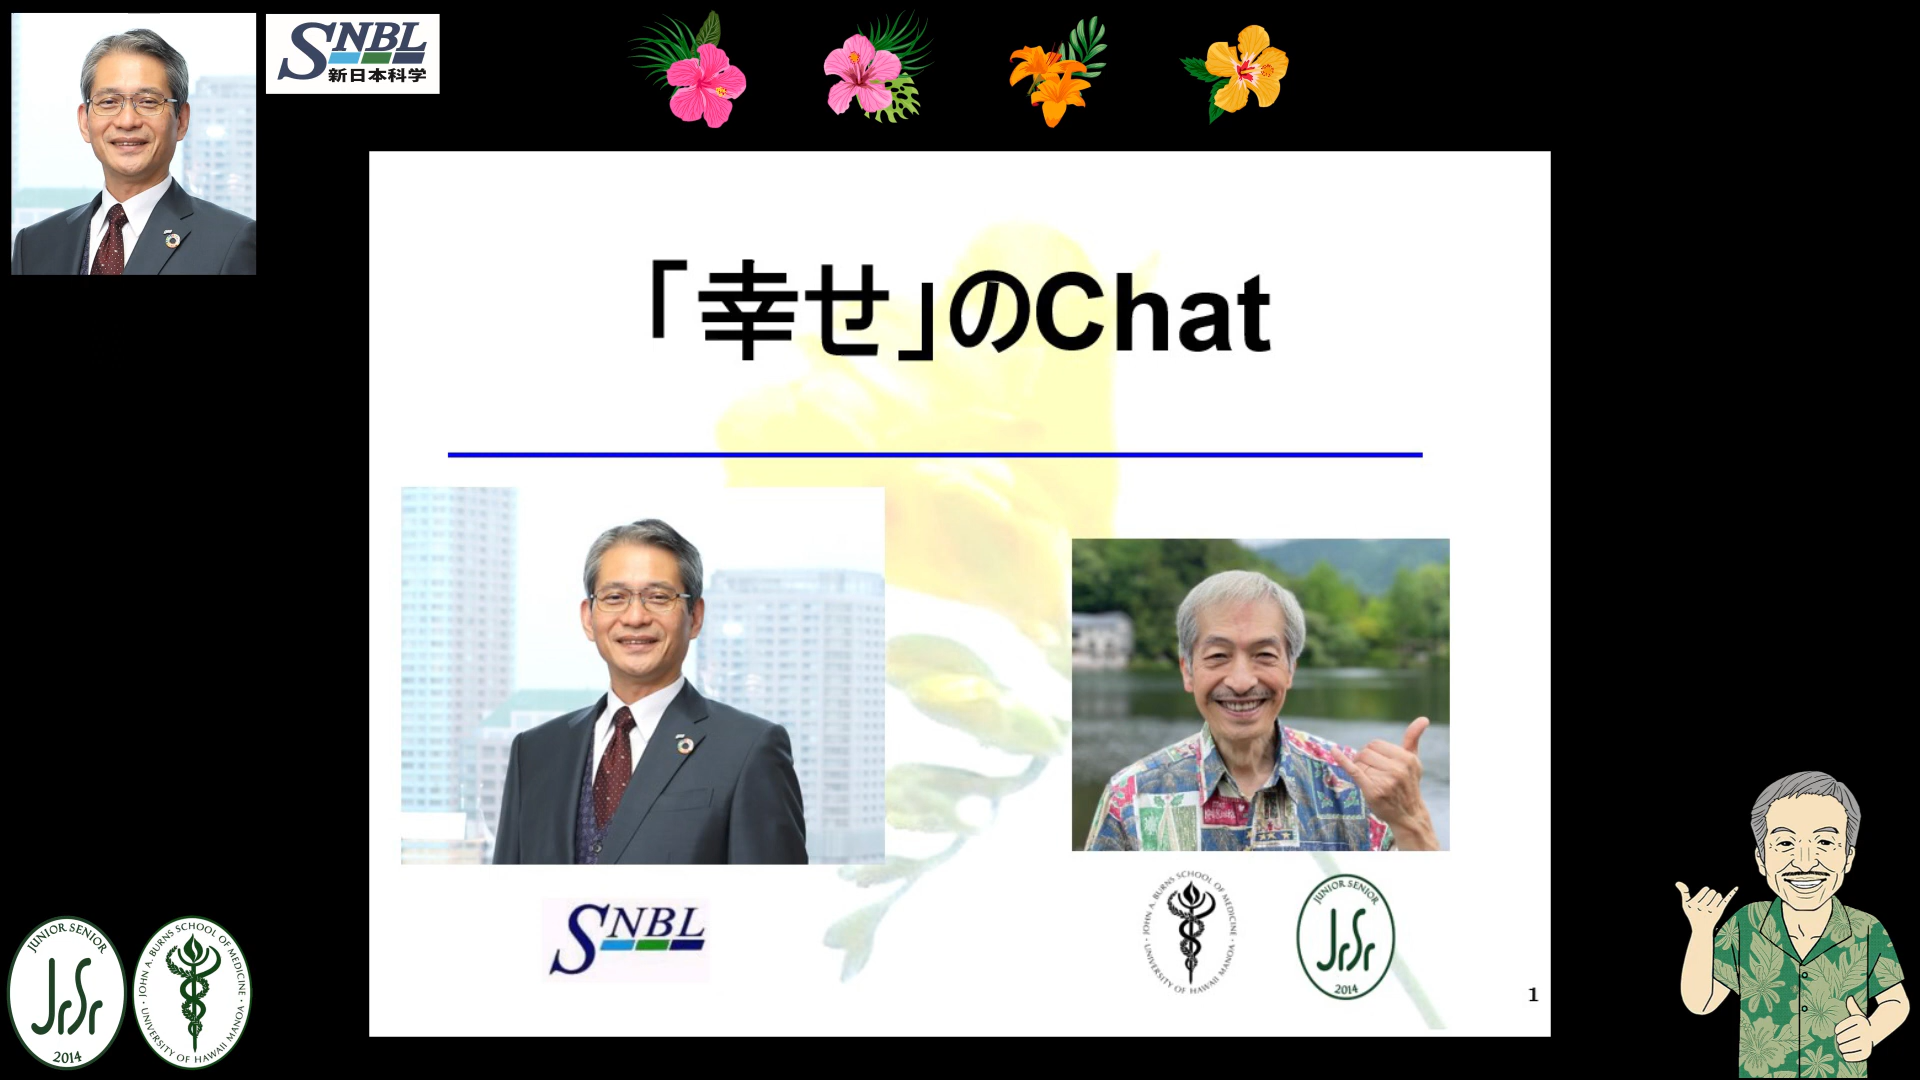 SNBL
新日本科学
「幸せ」のChat
SNBL
JOHN A. BURNS SCHOOL OF MEDICINE
· UNIVERSITY OF HAWAII MANOA ·
JUNIOR SENIOR
JrSr
2014
1
JUNIOR SENIOR
JrSr
2014
JOHN A. BURNS SCHOOL OF MEDICINE
· UNIVERSITY OF HAWAII MANOA ·